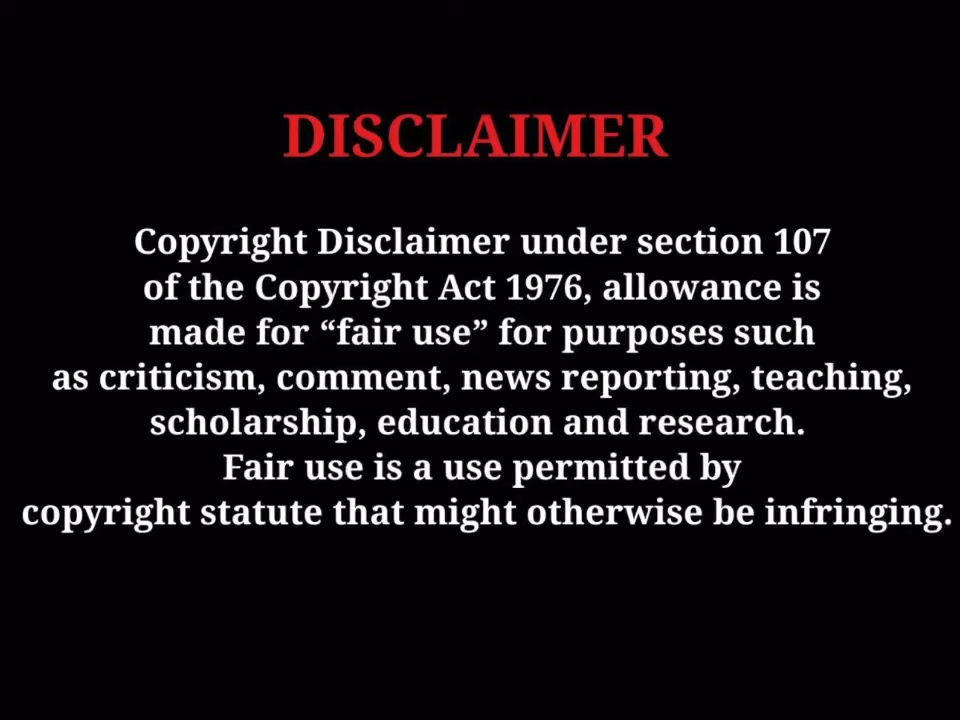 DISCLAIMER
Copyright Disclaimer under section 107
of the Copyright Act 1976, allowance is
made for “fair use” for purposes such
as criticism, comment, news reporting, teaching,
scholarship, education and research.
Fair use is a use permitted by
copyright statute that might otherwise be infringing.